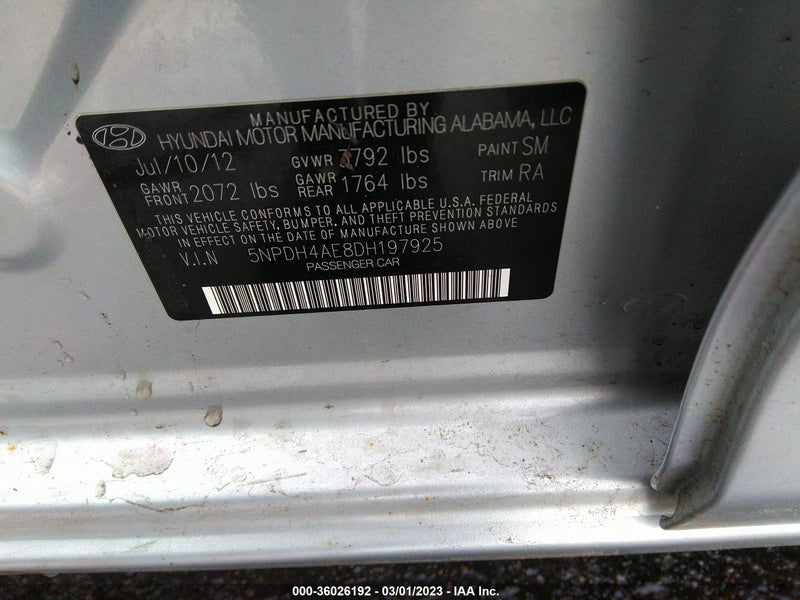 MANUFACTURED BY
HYUNDAI MOTOR MANUFACTURING ALABAMA, LLC
Jul/10/12 GVWR 3792 lbs PAINT SM
GAWR FRONT 2072 lbs GAWR REAR 1764 lbs TRIM RA
THIS VEHICLE CONFORMS TO ALL APPLICABLE U.S.A. FEDERAL
MOTOR VEHICLE SAFETY, BUMPER, AND THEFT PREVENTION STANDARDS
IN EFFECT ON THE DATE OF MANUFACTURE SHOWN ABOVE
V.I.N 5NPDH4AE8DH197925
PASSENGER CAR
000-36026192 - 03/01/2023 - IAA Inc.